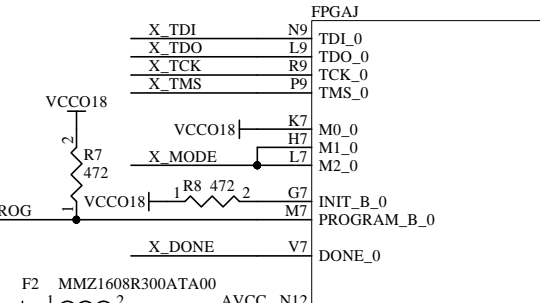 FPGAJ
X_TDI N9 TDI_0
X_TDO L9 TDO_0
X_TCK R9 TCK_0
X_TMS P9 TMS_0
VCCO18
VCCO18 K7 M0_0
H7 M1_0
X_MODE L7 M2_0
2
R7
472
1
VCCO18 1 R8 472 2 G7 INIT_B_0
ROG M7 PROGRAM_B_0
X_DONE V7 DONE_0
F2 MMZ1608R300ATA00
1 2
AVCC N12